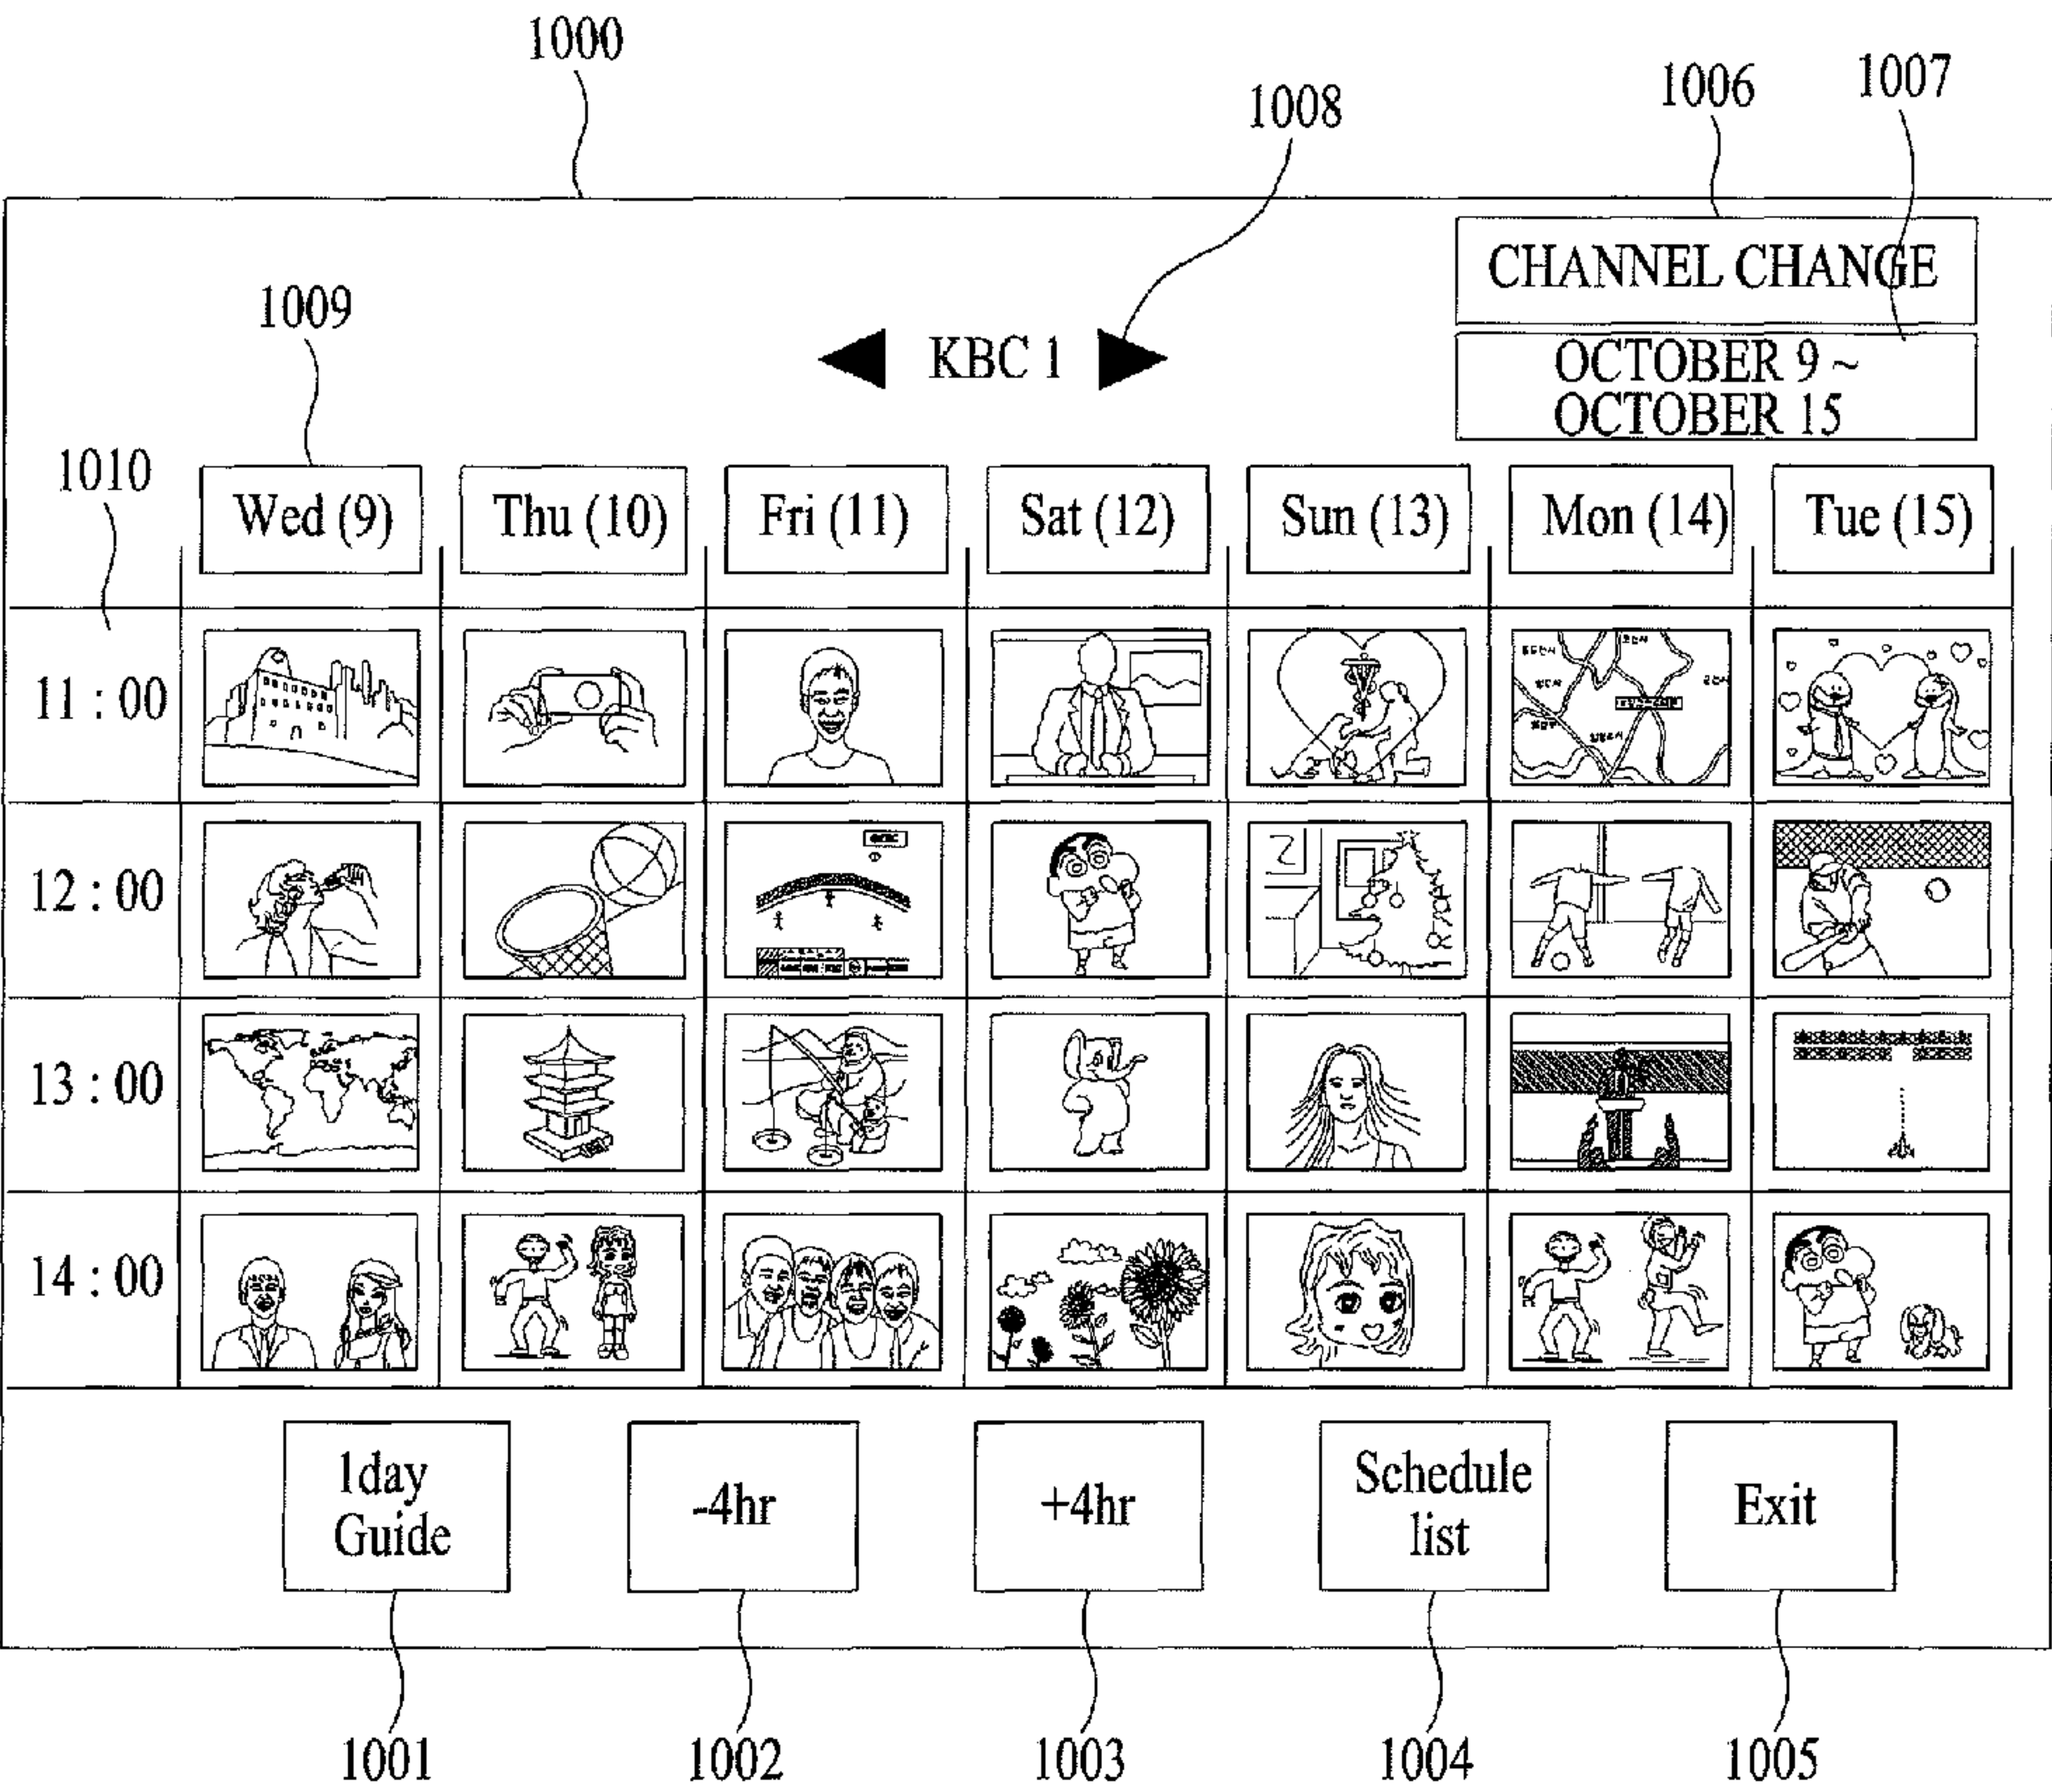 1000
1008
1006
1007
CHANNEL CHANGE
1009
KBC 1
OCTOBER 9 ~
OCTOBER 15
1010
Wed (9) Thu (10) Fri (11) Sat (12) Sun (13) Mon (14) Tue (15)
11 : 00
12 : 00
13 : 00
14 : 00
1day
Guide
-4hr
+4hr
Schedule
list
Exit
1001 1002 1003 1004 1005